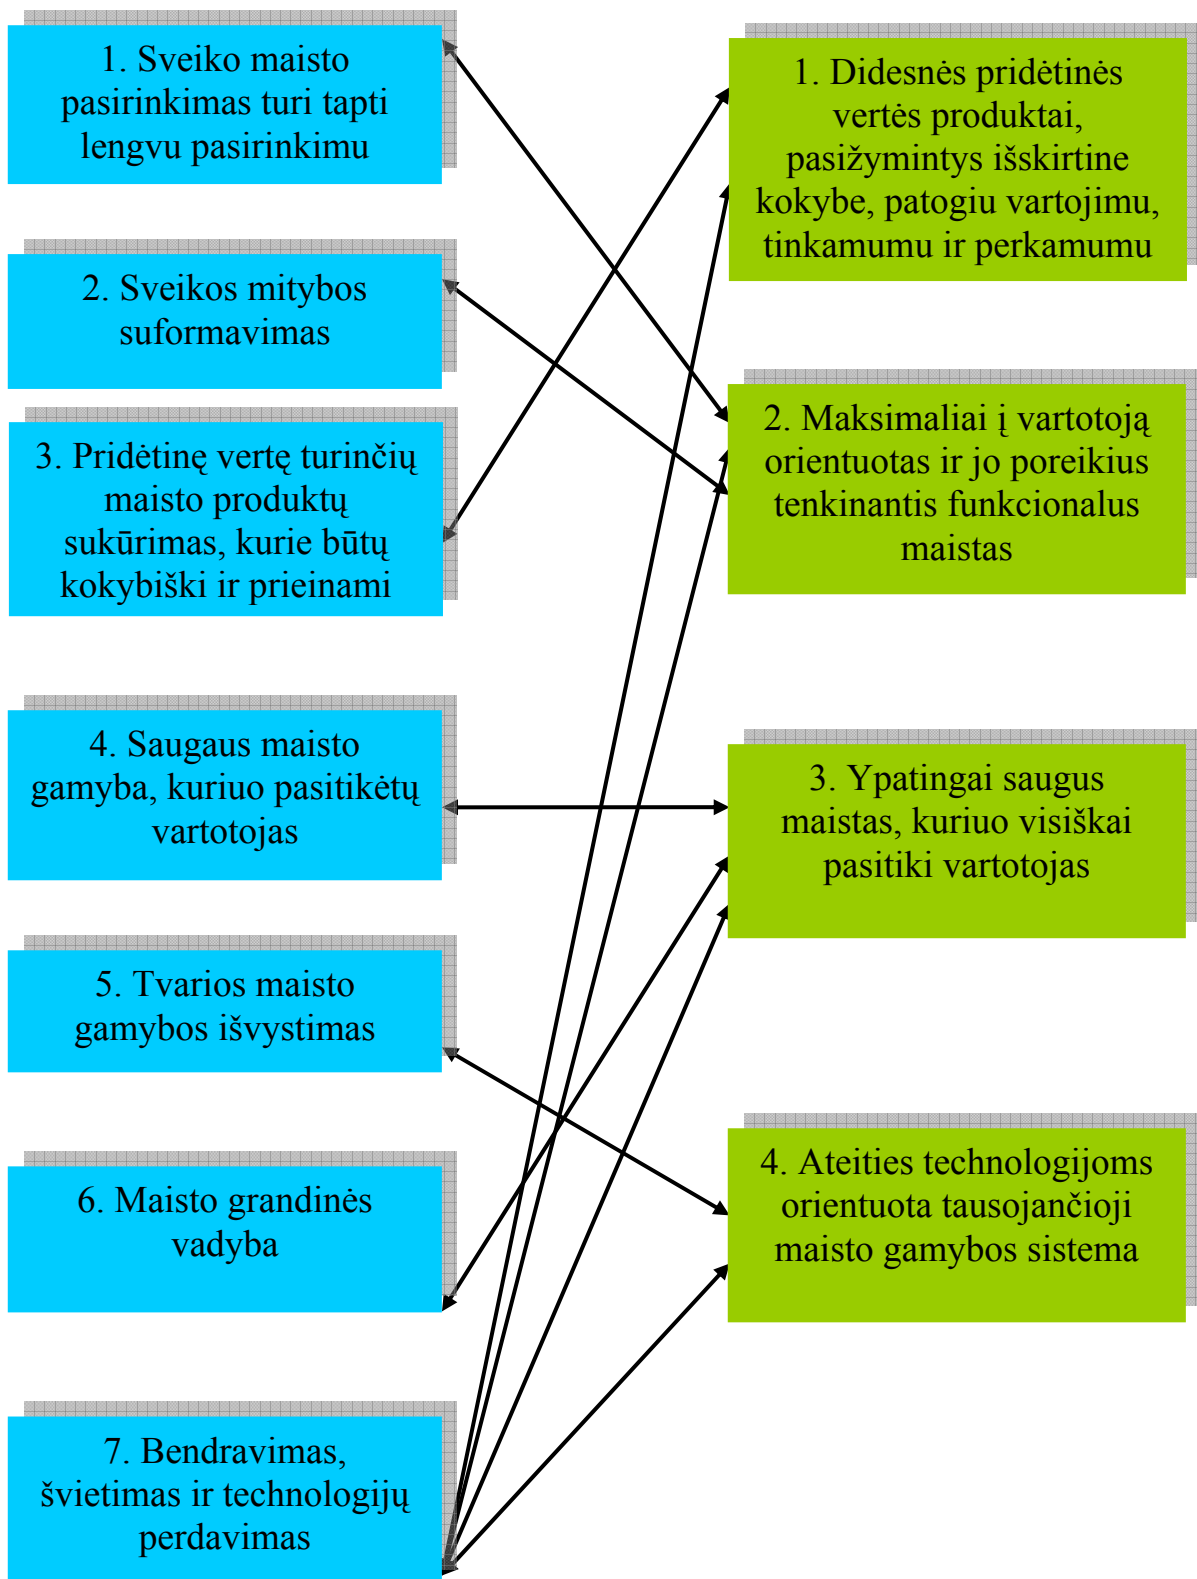 1. Sveiko maisto
pasirinkimas turi tapti
lengvu pasirinkimu
2. Sveikos mitybos
suformavimas
3. Pridėtinę vertę turinčių
maisto produktų
sukūrimas, kurie būtų
kokybiški ir prieinami
4. Saugaus maisto
gamyba, kuriuo pasitikėtų
vartotojas
5. Tvarios maisto
gamybos išvystimas
6. Maisto grandinės
vadyba
7. Bendravimas,
švietimas ir technologijų
perdavimas
1. Didesnės pridėtinės
vertės produktai,
pasižymintys išskirtine
kokybe, patogiu vartojimu,
tinkamumu ir perkamumu
2. Maksimaliai į vartotoją
orientuotas ir jo poreikius
tenkinantis funkcionalus
maistas
3. Ypatingai saugus
maistas, kuriuo visiškai
pasitiki vartotojas
4. Ateities technologijoms
orientuota tausojančioji
maisto gamybos sistema